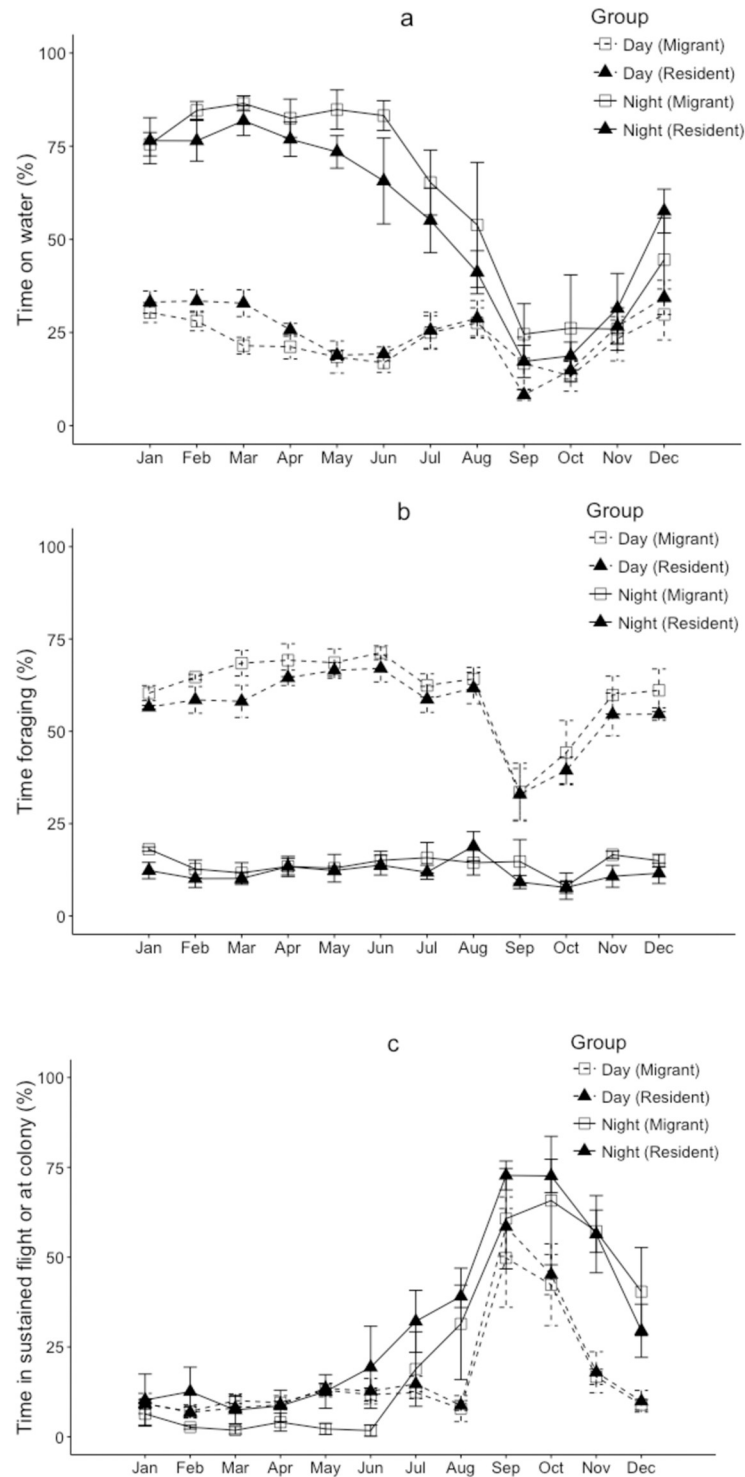 a
Group
Day (Migrant)
Day (Resident)
Night (Migrant)
Night (Resident)
Time on water (%)
100
75
50
25
0
Jan Feb Mar Apr May Jun Jul Aug Sep Oct Nov Dec
b
Group
Day (Migrant)
Day (Resident)
Night (Migrant)
Night (Resident)
Time foraging (%)
100
75
50
25
0
Jan Feb Mar Apr May Jun Jul Aug Sep Oct Nov Dec
c
Group
Day (Migrant)
Day (Resident)
Night (Migrant)
Night (Resident)
Time in sustained flight or at colony (%)
100
75
50
25
0
Jan Feb Mar Apr May Jun Jul Aug Sep Oct Nov Dec